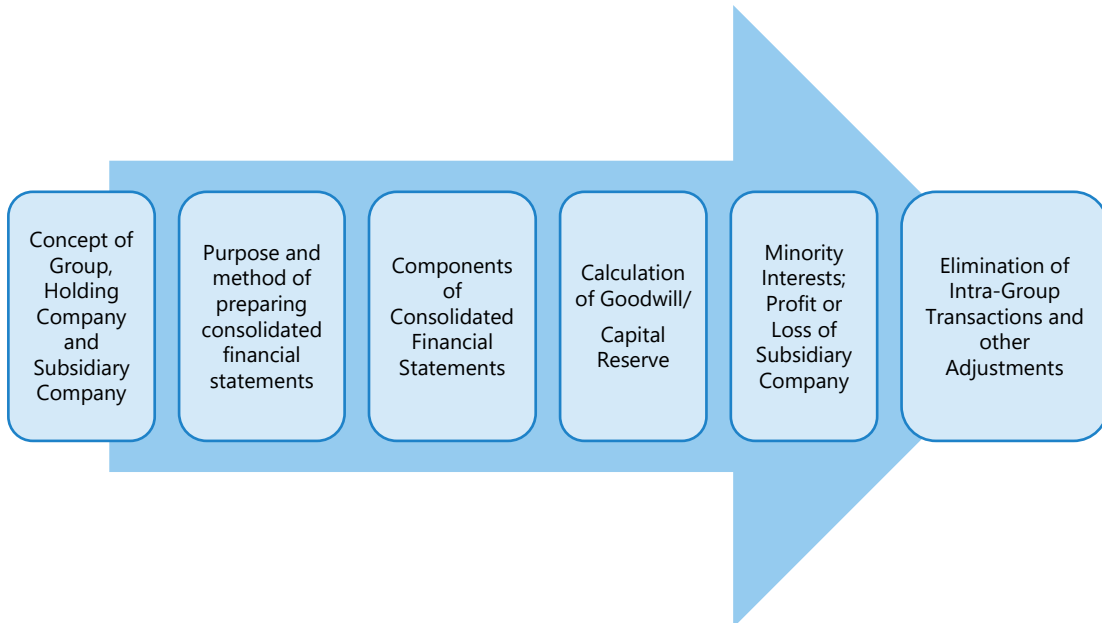 Concept of
Group,
Holding
Company
and
Subsidiary
Company
Purpose and
method of
preparing
consolidated
financial
statements
Components
of
Consolidated
Financial
Statements
Calculation
of Goodwill/
Capital
Reserve
Minority
Interests;
Profit or
Loss of
Subsidiary
Company
Elimination of
Intra-Group
Transactions and
other
Adjustments